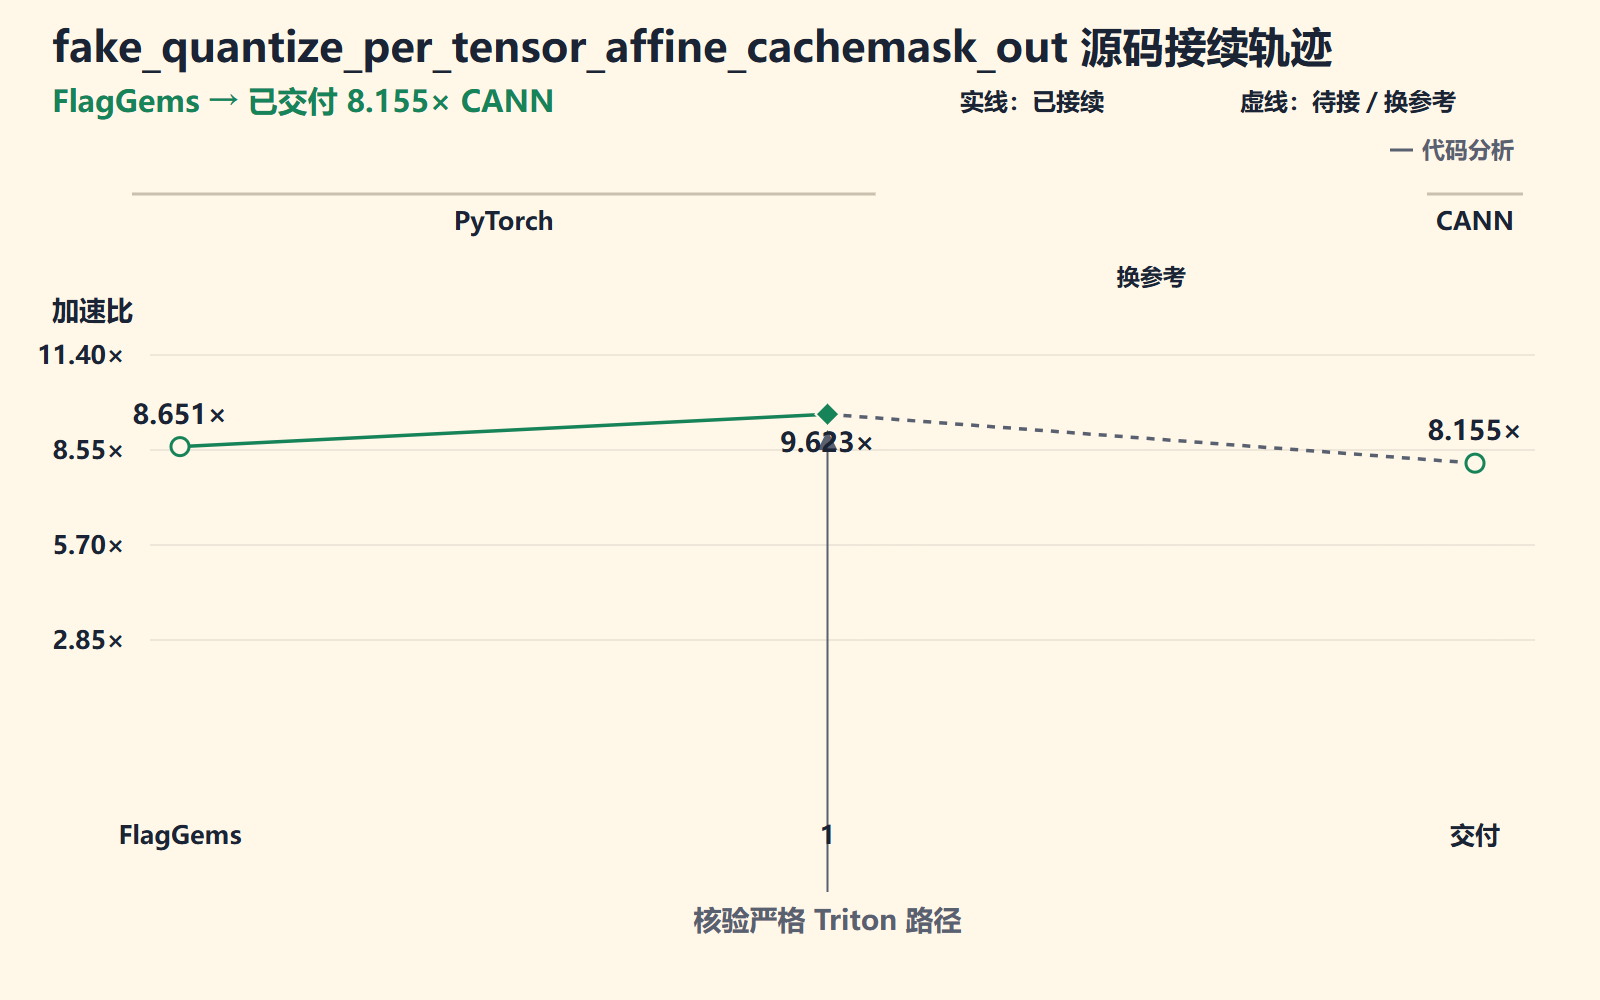 fake_quantize_per_tensor_affine_cachemask_out 源码接续轨迹
FlagGems → 已交付 8.155× CANN
实线：已接续
虚线：待接 / 换参考
代码分析
PyTorch
CANN
换参考
加速比
11.40×
8.651×
9.623×
8.155×
8.55×
5.70×
2.85×
FlagGems
1
交付
核验严格 Triton 路径